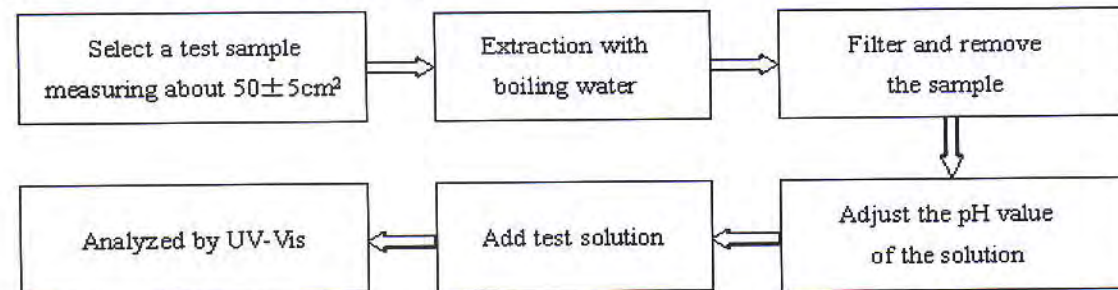 Select a test sample
measuring about 50±5cm²
Extraction with
boiling water
Filter and remove
the sample
Adjust the pH value
of the solution
Add test solution
Analyzed by UV-Vis